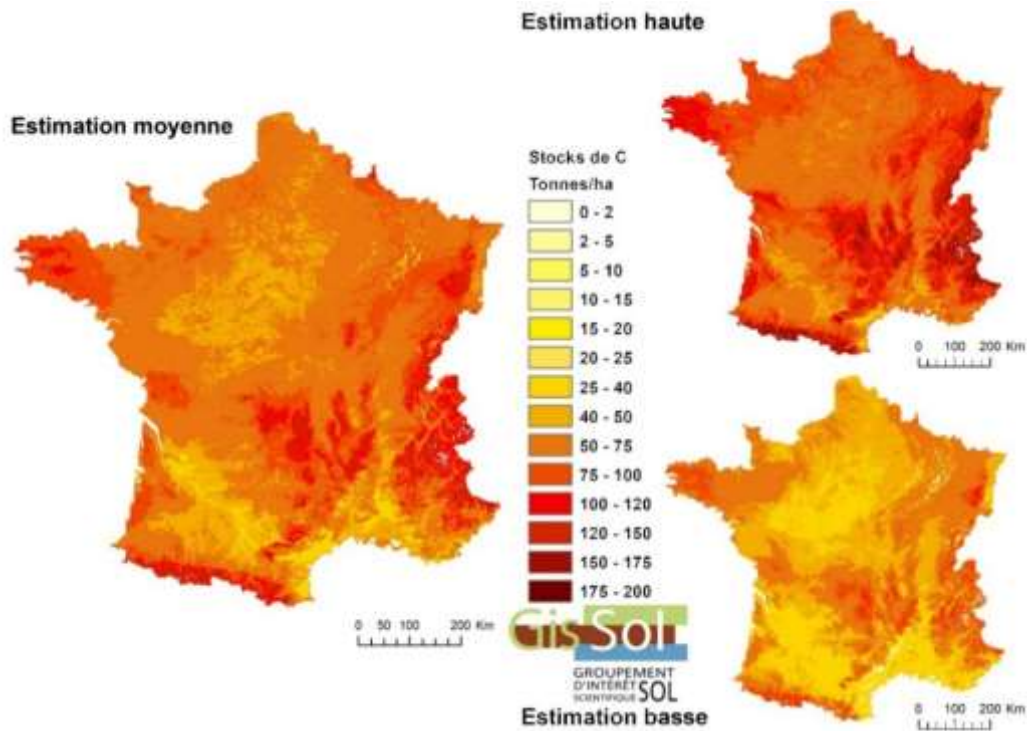 Estimation haute
Estimation moyenne
Stocks de C
Tonnes/ha
0 - 2
2 - 5
5 - 10
10 - 15
15 - 20
20 - 25
25 - 40
40 - 50
50 - 75
75 - 100
100 - 120
120 - 150
150 - 175
175 - 200
0 100 200 Km
0 50 100 200 Km
Gis Sol
GROUPEMENT
D'INTÉRÊT
SCIENTIFIQUE SOL
Estimation basse
0 100 200 Km